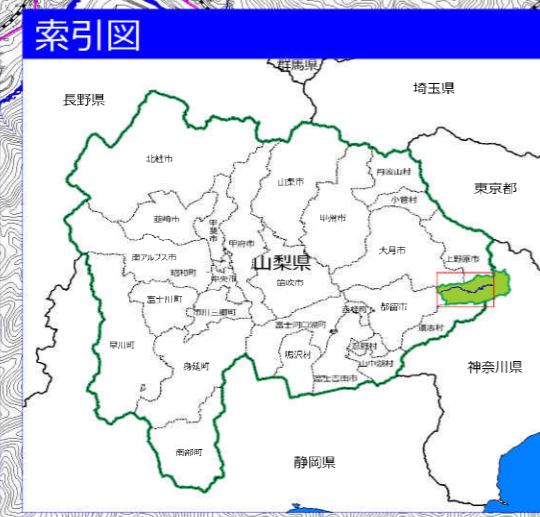 索引図
群馬県
長野県
埼玉県
北杜市
山梨市
丹波山村
小菅村
東京都
韮崎市
甲斐市
甲府市
甲州市
大月市
上野原市
南アルプス市
昭和町
中央市
山梨県
笛吹市
富士川町
市川三郷町
富士河口湖町
西桂町
都留市
道志村
早川町
身延町
鳴沢村
忍野村
山中湖村
富士吉田市
神奈川県
南部町
静岡県